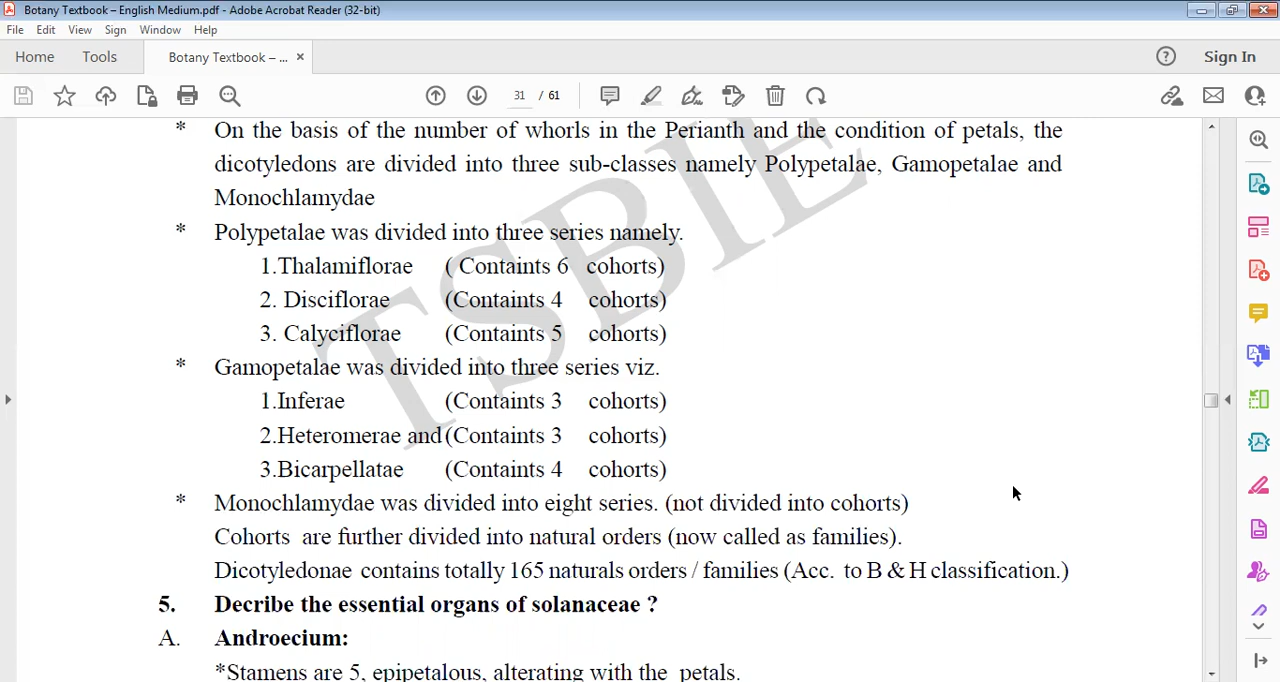 Botany Textbook – English Medium.pdf - Adobe Acrobat Reader (32-bit)
File Edit View Sign Window Help
Home Tools Botany Textbook – ... × Sign In
31 / 61
* On the basis of the number of whorls in the Perianth and the condition of petals, the
dicotyledons are divided into three sub-classes namely Polypetalae, Gamopetalae and
Monochlamydae
* Polypetalae was divided into three series namely.
1.Thalamiflorae ( Containts 6 cohorts)
2. Disciflorae (Containts 4 cohorts)
3. Calyciflorae (Containts 5 cohorts)
* Gamopetalae was divided into three series viz.
1.Inferae (Containts 3 cohorts)
2.Heteromerae and (Containts 3 cohorts)
3.Bicarpellatae (Containts 4 cohorts)
* Monochlamydae was divided into eight series. (not divided into cohorts)
Cohorts are further divided into natural orders (now called as families).
Dicotyledonae contains totally 165 naturals orders / families (Acc. to B & H classification.)
5. Decribe the essential organs of solanaceae ?
A. Androecium:
*Stamens are 5, epipetalous, alterating with the petals.
TSBIE